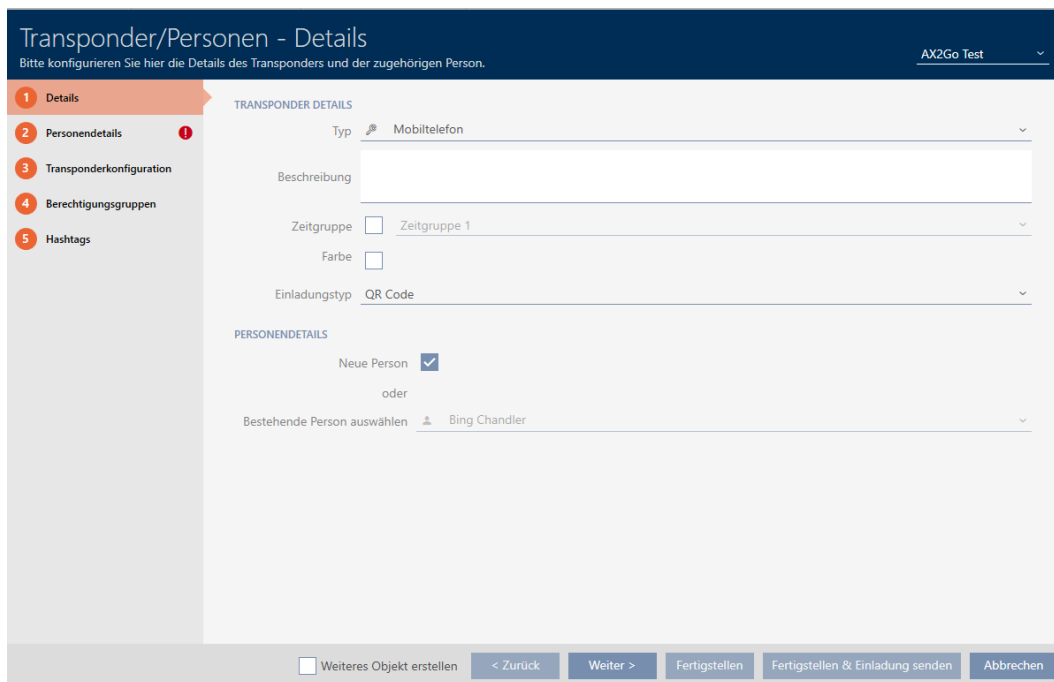 Transponder/Personen - Details
Bitte konfigurieren Sie hier die Details des Transponders und der zugehörigen Person.
AX2Go Test
1 Details
2 Personendetails !
3 Transponderkonfiguration
4 Berechtigungsgruppen
5 Hashtags
TRANSPONDER DETAILS
Typ Mobiltelefon
Beschreibung
Zeitgruppe Zeitgruppe 1
Farbe
Einladungstyp QR Code
PERSONENDETAILS
Neue Person
oder
Bestehende Person auswählen Bing Chandler
Weiteres Objekt erstellen < Zurück Weiter > Fertigstellen Fertigstellen & Einladung senden Abbrechen